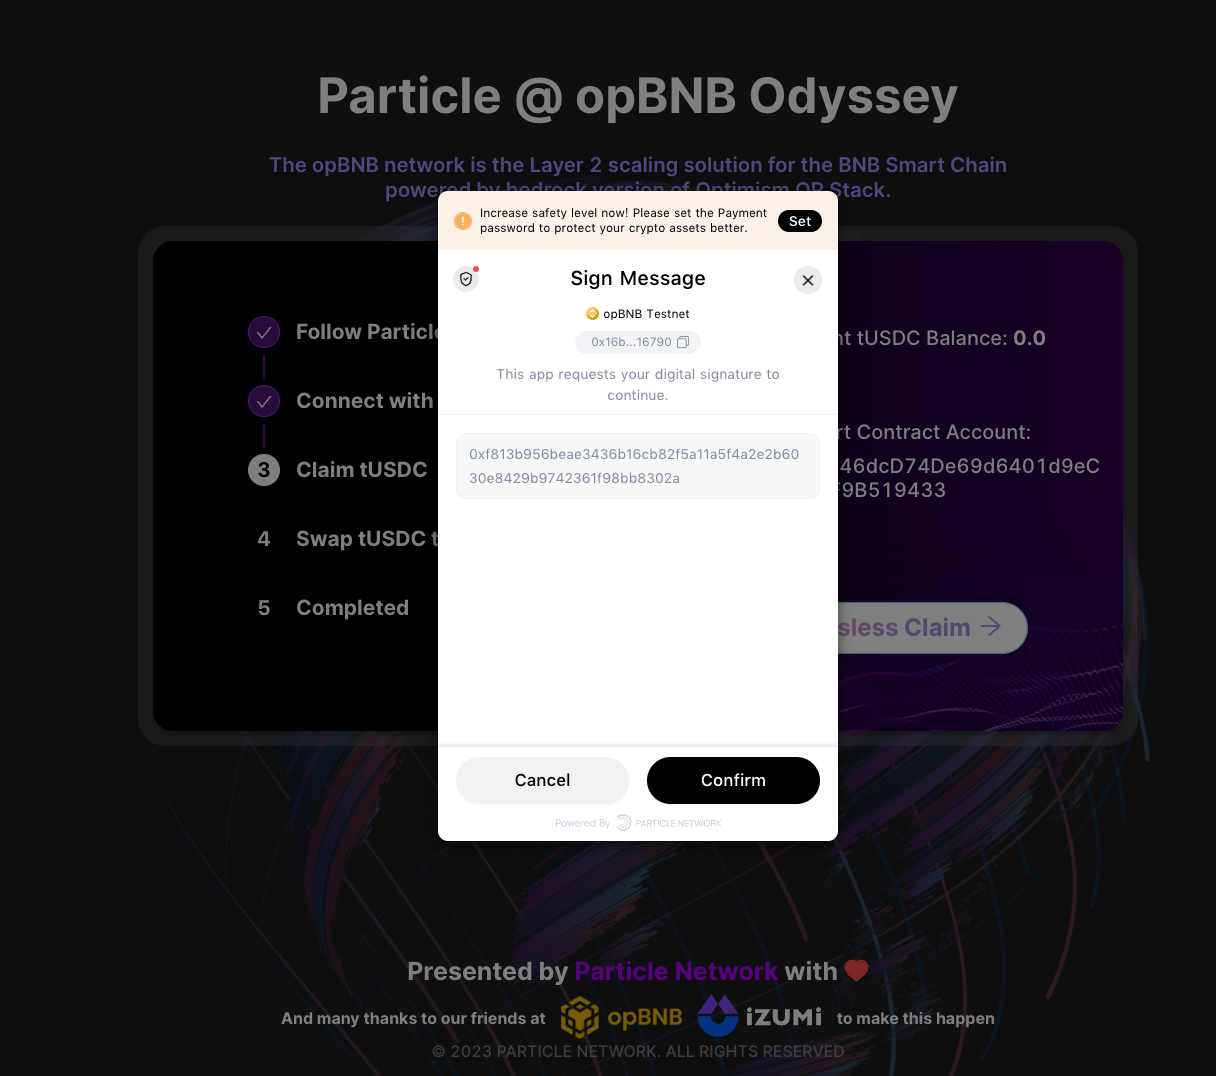 Particle @ opBNB Odyssey
The opBNB network is the Layer 2 scaling solution for the BNB Smart Chain
powered by bedrock version of Optimism OP Stack.
Increase safety level now! Please set the Payment
password to protect your crypto assets better.
Set
Sign Message
opBNB Testnet
0x16b...16790
This app requests your digital signature to
continue.
0xf813b956beae3436b16cb82f5a11a5f4a2e2b60
30e8429b9742361f98bb8302a
Cancel
Confirm
Powered By PARTICLE NETWORK
Follow Particle
Connect with
3 Claim tUSDC
4 Swap tUSDC t
5 Completed
nt tUSDC Balance: 0.0
rt Contract Account:
46dcD74De69d6401d9eC
F9B519433
sless Claim
Presented by Particle Network with
And many thanks to our friends at opBNB iZUMi to make this happen
© 2023 PARTICLE NETWORK. ALL RIGHTS RESERVED